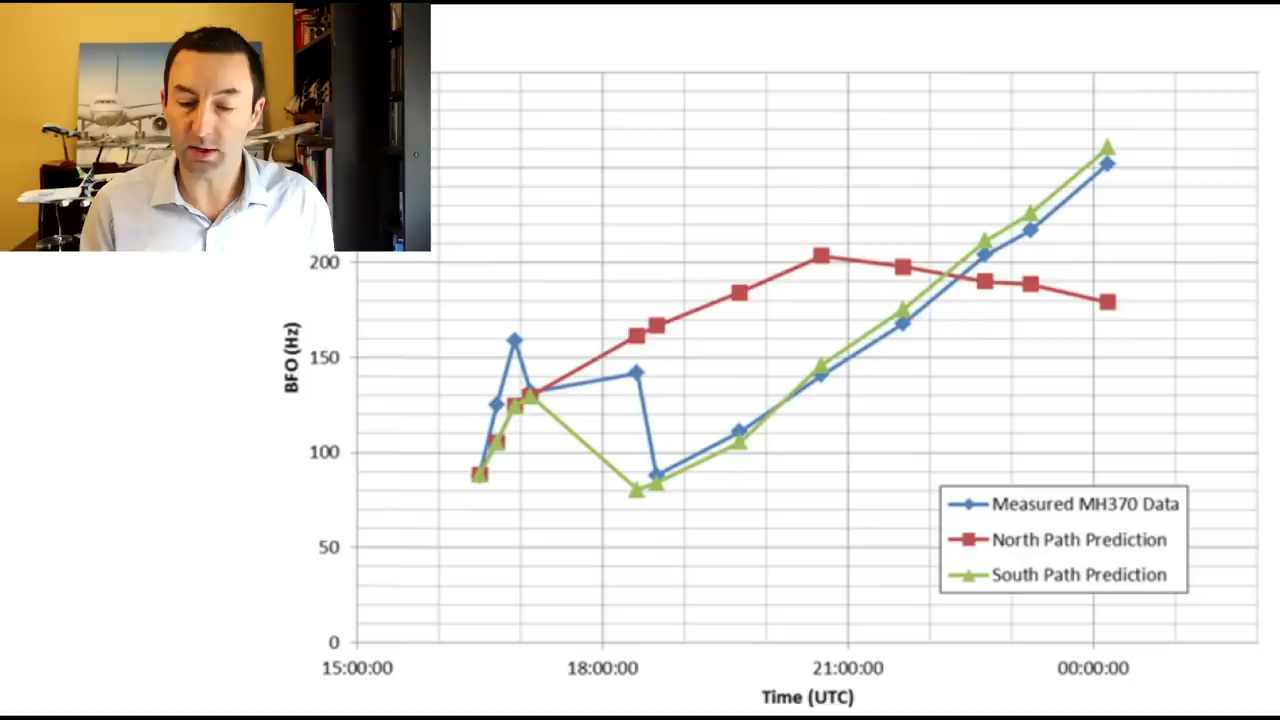 200
150
100
50
0
BFO (Hz)
15:00:00 18:00:00 21:00:00 00:00:00
Time (UTC)
Measured MH370 Data
North Path Prediction
South Path Prediction